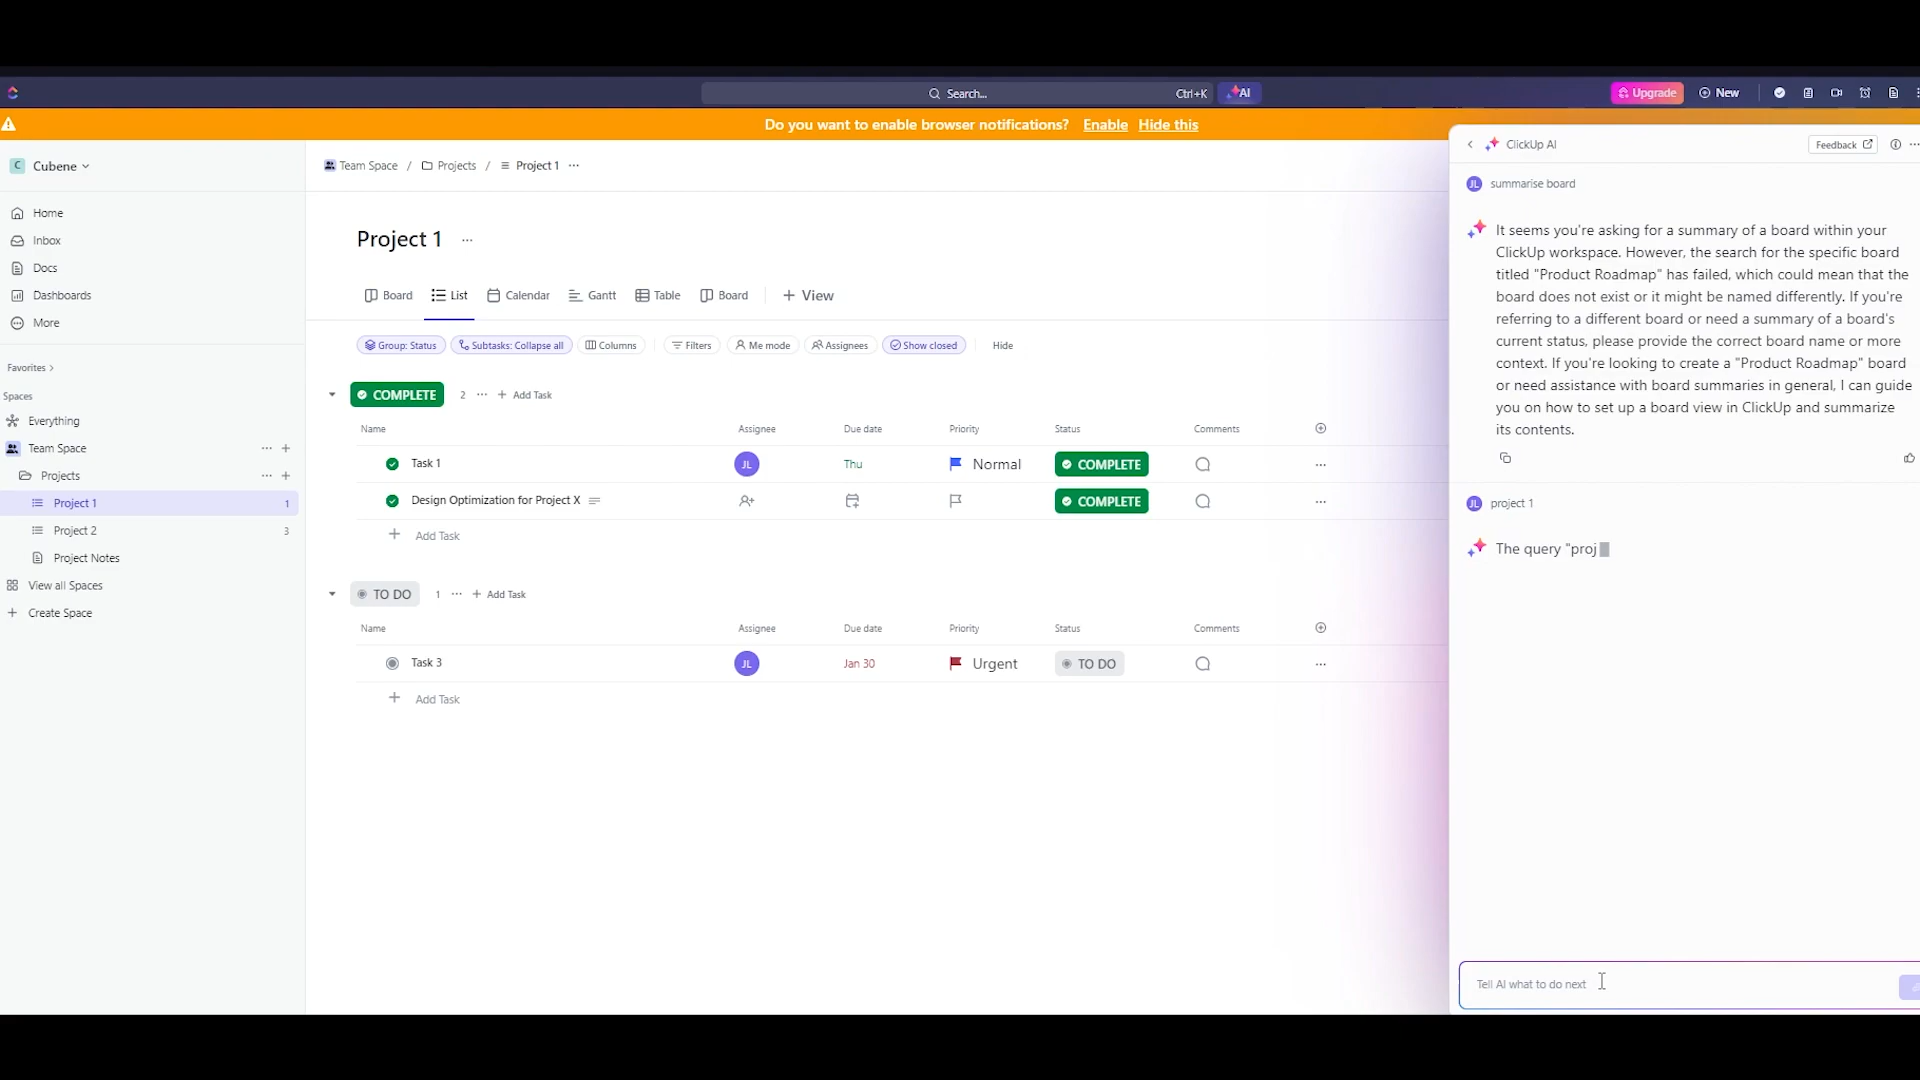 Search...
Ctrl+K
AI
Upgrade
New
Do you want to enable browser notifications? Enable Hide this
C Cubene
Home
Inbox
Docs
Dashboards
More
Favorites
Spaces
Everything
Team Space
Projects
Project 1 1
Project 2 3
Project Notes
View all Spaces
Create Space
Team Space / Projects / Project 1 ...
Project 1 ...
Board List Calendar Gantt Table Board + View
Group: Status Subtasks: Collapse all Columns Filters Me mode Assignees Show closed Hide
COMPLETE 2 ... + Add Task
Name Assignee Due date Priority Status Comments
Task 1 JL Thu Normal COMPLETE ...
Design Optimization for Project X COMPLETE ...
+ Add Task
TO DO 1 ... + Add Task
Name Assignee Due date Priority Status Comments
Task 3 JL Jan 30 Urgent TO DO ...
+ Add Task
ClickUp AI Feedback ...
JL summarise board
It seems you're asking for a summary of a board within your
ClickUp workspace. However, the search for the specific board
titled "Product Roadmap" has failed, which could mean that the
board does not exist or it might be named differently. If you're
referring to a different board or need a summary of a board's
current status, please provide the correct board name or more
context. If you're looking to create a "Product Roadmap" board
or need assistance with board summaries in general, I can guide
you on how to set up a board view in ClickUp and summarize
its contents.
JL project 1
The query "proj
Tell AI what to do next